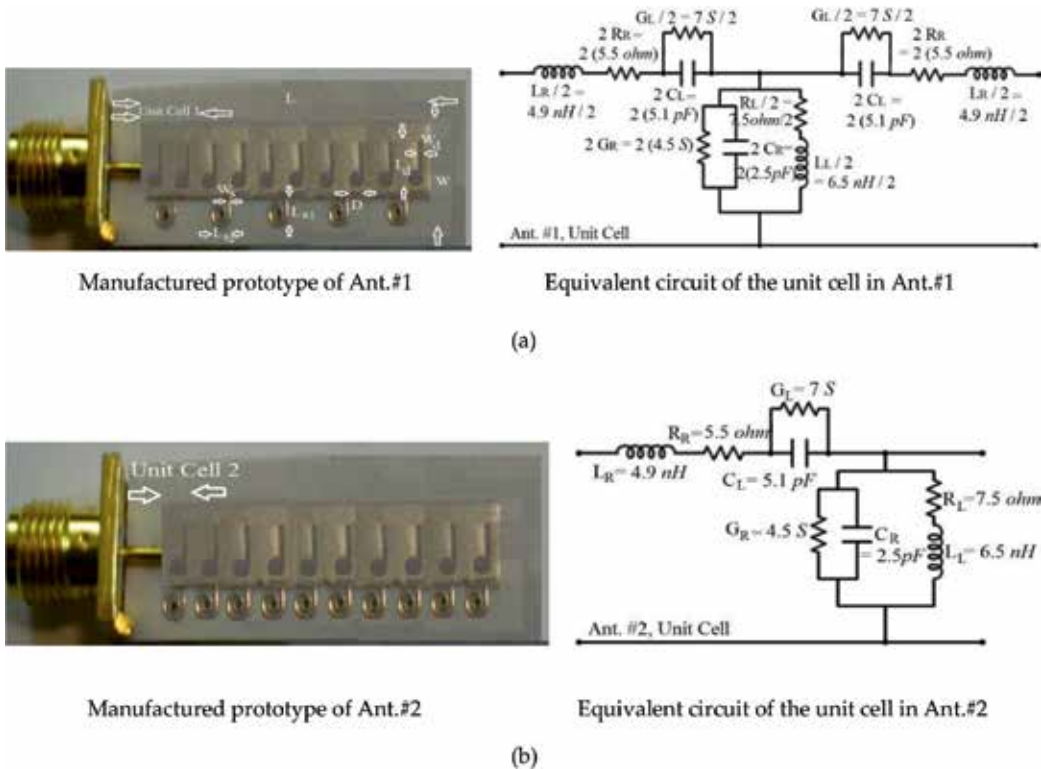 GL/2 = 7 S/2
GL/2 = 7 S/2
2 RR =
2 (5.5 ohm)
2 RR
= 2 (5.5 ohm)
LR/2 =
4.9 nH/2
2 CL =
2 (5.1 pF)
2 CL =
2 (5.1 pF)
LR/2 =
4.9 nH/2
RL/2 =
7.5ohm/2
2 GR = 2 (4.5 S)
2 CR=
2(2.5pF)
LL/2
= 6.5 nH/2
Ant. #1, Unit Cell
Unit Cell 1
L
W
D
Manufactured prototype of Ant.#1
Equivalent circuit of the unit cell in Ant.#1
(a)
GL= 7 S
RR=5.5 ohm
LR= 4.9 nH
CL= 5.1 pF
GR= 4.5 S
CR
= 2.5pF
RL=7.5 ohm
LL= 6.5 nH
Ant. #2, Unit Cell
Unit Cell 2
Manufactured prototype of Ant.#2
Equivalent circuit of the unit cell in Ant.#2
(b)